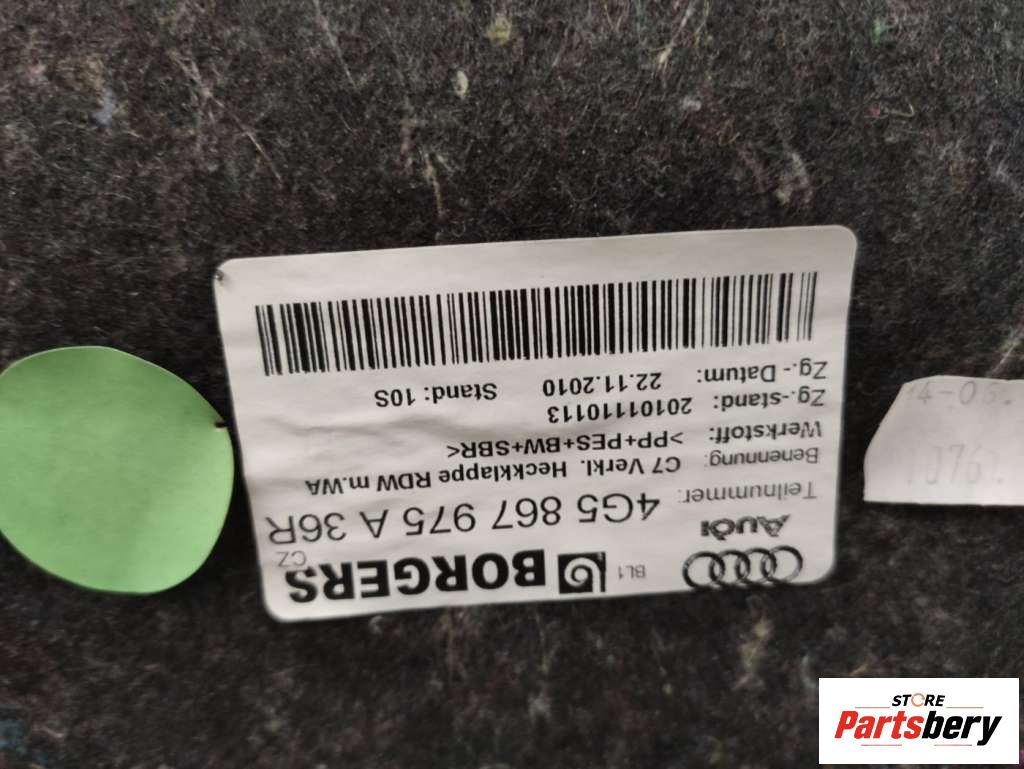 BL1 BORGERS
CZ
Audi
Teilnummer: 4G5 867 975 A 36R
Benennung: C7 Verkl. Heckklappe RDW m.WA
Werkstoff: >PP+PES+BW+SBR<
Zg.-stand: 20101110113
Zg.- Datum: 22.11.2010 Stand: 10S
STORE
Partsbery